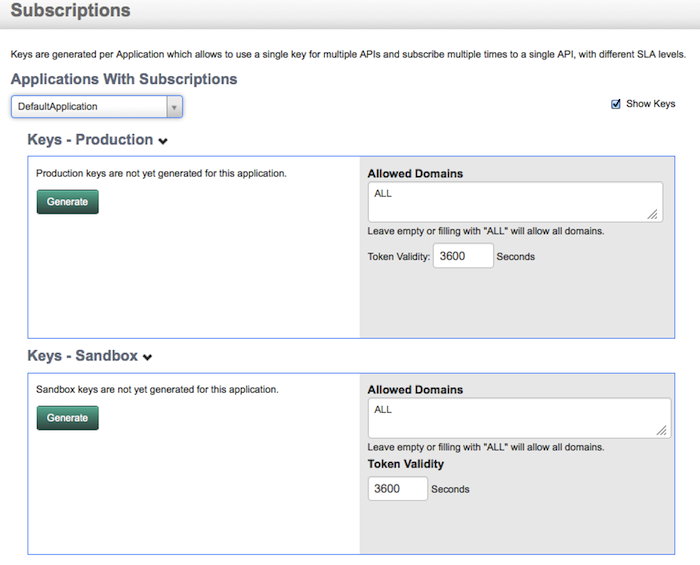 Subscriptions
Keys are generated per Application which allows to use a single key for multiple APIs and subscribe multiple times to a single API, with different SLA levels.
Applications With Subscriptions
DefaultApplication
Show Keys
Keys - Production
Production keys are not yet generated for this application.
Generate
Allowed Domains
ALL
Leave empty or filling with "ALL" will allow all domains.
Token Validity: 3600 Seconds
Keys - Sandbox
Sandbox keys are not yet generated for this application.
Generate
Allowed Domains
ALL
Leave empty or filling with "ALL" will allow all domains.
Token Validity
3600 Seconds